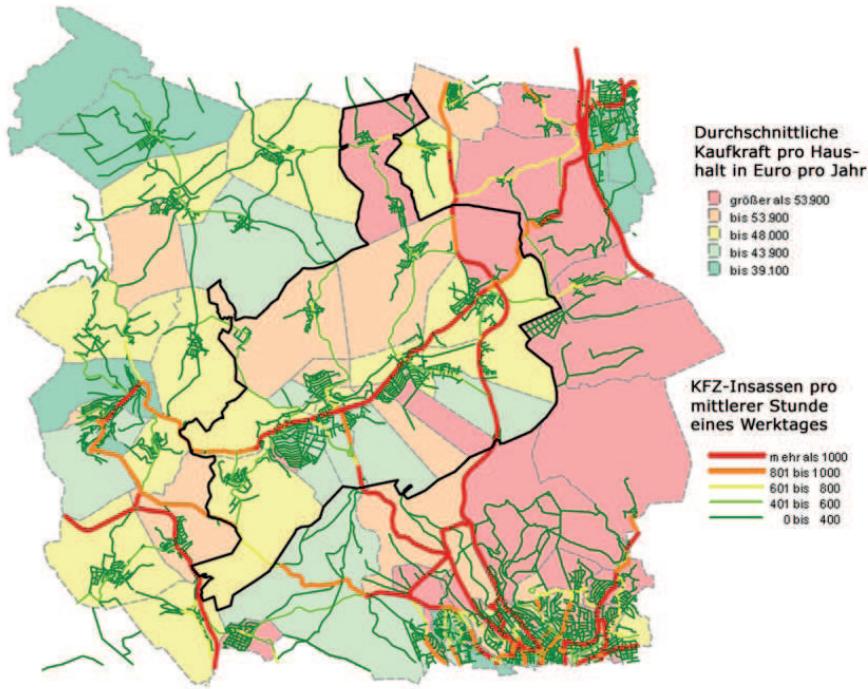 Durchschnittliche
Kaufkraft pro Haus-
halt in Euro pro Jahr
größer als 53.900
bis 53.900
bis 48.000
bis 43.900
bis 39.100
KFZ-Insassen pro
mittlerer Stunde
eines Werktages
mehr als 1000
801 bis 1000
601 bis 800
401 bis 600
0 bis 400